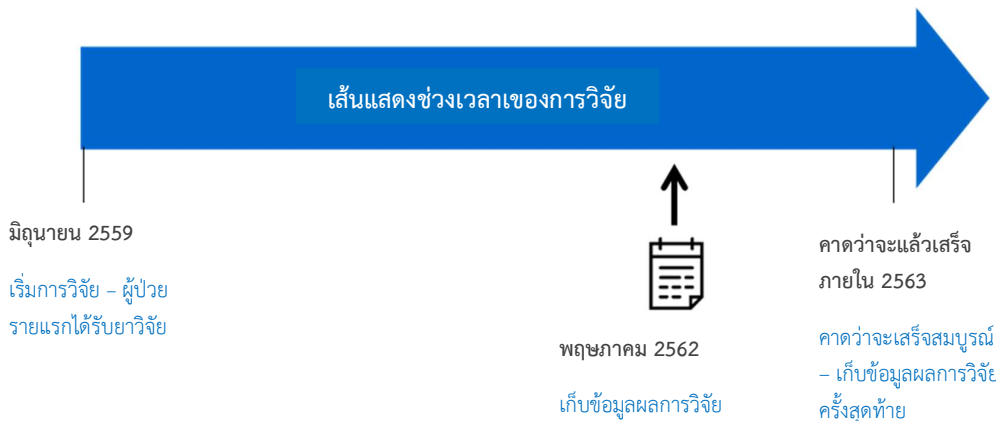 เส้นแสดงช่วงเวลาเของการวิจัย
มิถุนายน 2559
เริ่มการวิจัย – ผู้ป่วย
รายแรกได้รับยาวิจัย
พฤษภาคม 2562
เก็บข้อมูลผลการวิจัย
คาดว่าจะแล้วเสร็จ
ภายใน 2563
คาดว่าจะเสร็จสมบูรณ์
– เก็บข้อมูลผลการวิจัย
ครั้งสุดท้าย